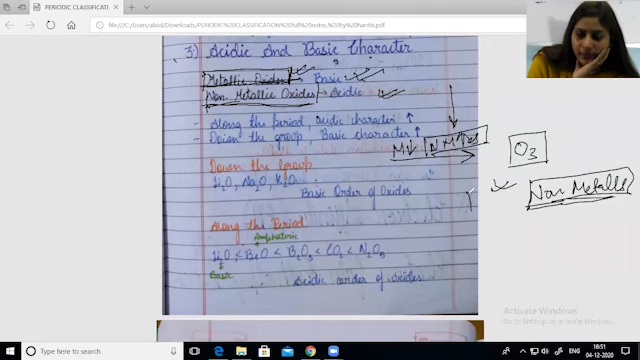 PERIODIC CLASSIFICATION
file:///C:/Users/abcd/Downloads/PERIODIC%20CLASSIFICATION%20full%20notes,%20by%20hardik.pdf
3) Acidic And Basic Character
Metallic Oxides → Basic
Non Metallic Oxides → Acidic
- Along the period, acidic character ↑
- Down the group, Basic character ↑
M↓
O3
Non Metalls
Down the Group
Li2O, Na2O, K2O
Basic Order of Oxides
Along the Period
Amphoteric
Li2O < BeO < B2O3 < CO2 < N2O5
Basic
Acidic order of oxides
Activate Windows
Go to Settings to activate Windows.
Type here to search
ENG
16:51
04-12-2020